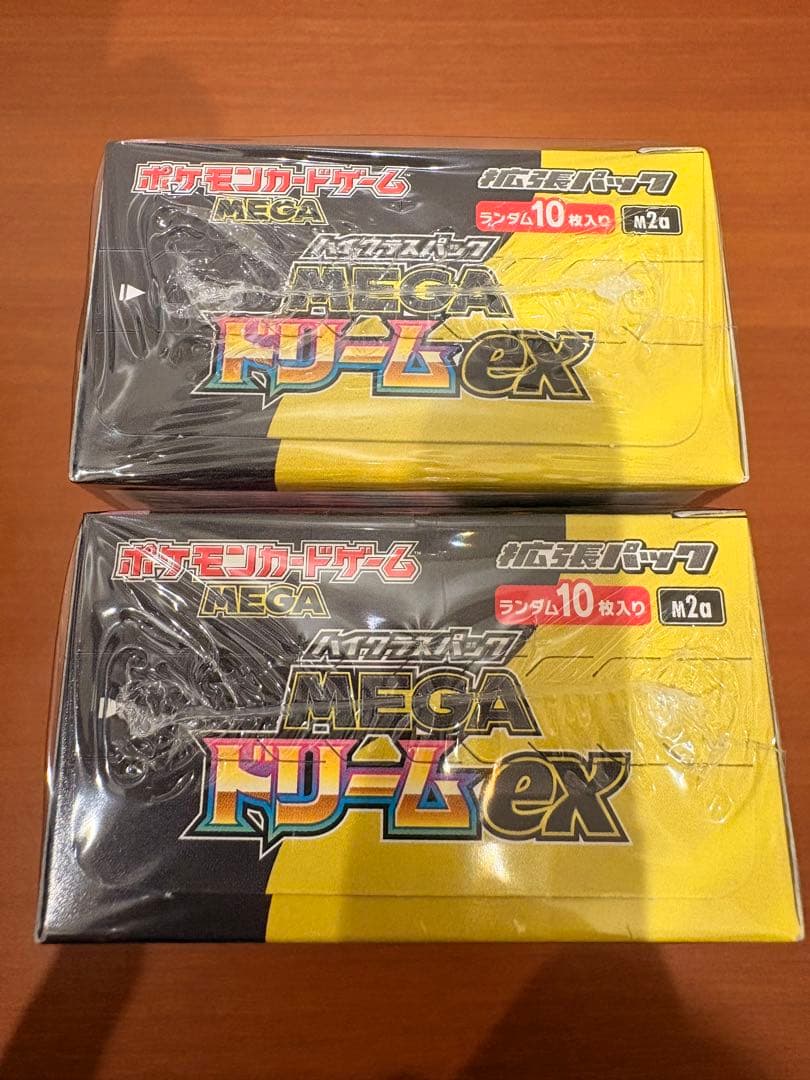 ポケモンカードゲーム
MEGA
拡張パック
ランダム10枚入り
M2a
ハイクラスパック
MEGA
ドリームex
ポケモンカードゲーム
MEGA
拡張パック
ランダム10枚入り
M2a
ハイクラスパック
MEGA
ドリームex